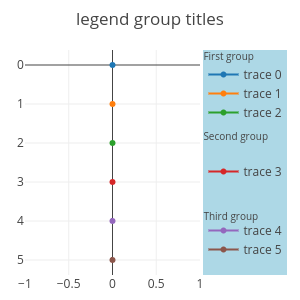 legend group titles
0
1
2
3
4
5
−1
−0.5
0
0.5
1
First group
trace 0
trace 1
trace 2
Second group
trace 3
Third group
trace 4
trace 5